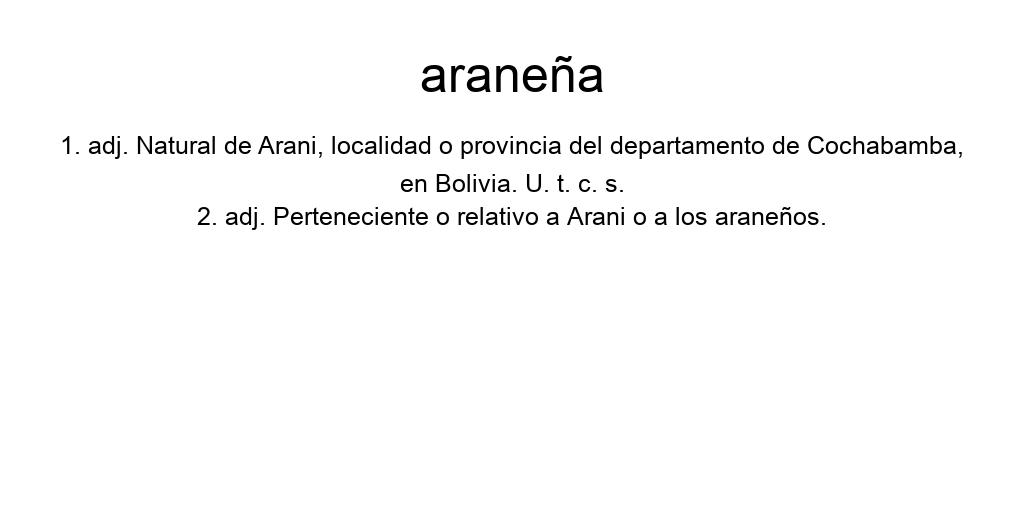 araneña
1. adj. Natural de Arani, localidad o provincia del departamento de Cochabamba,
en Bolivia. U. t. c. s.
2. adj. Perteneciente o relativo a Arani o a los araneños.